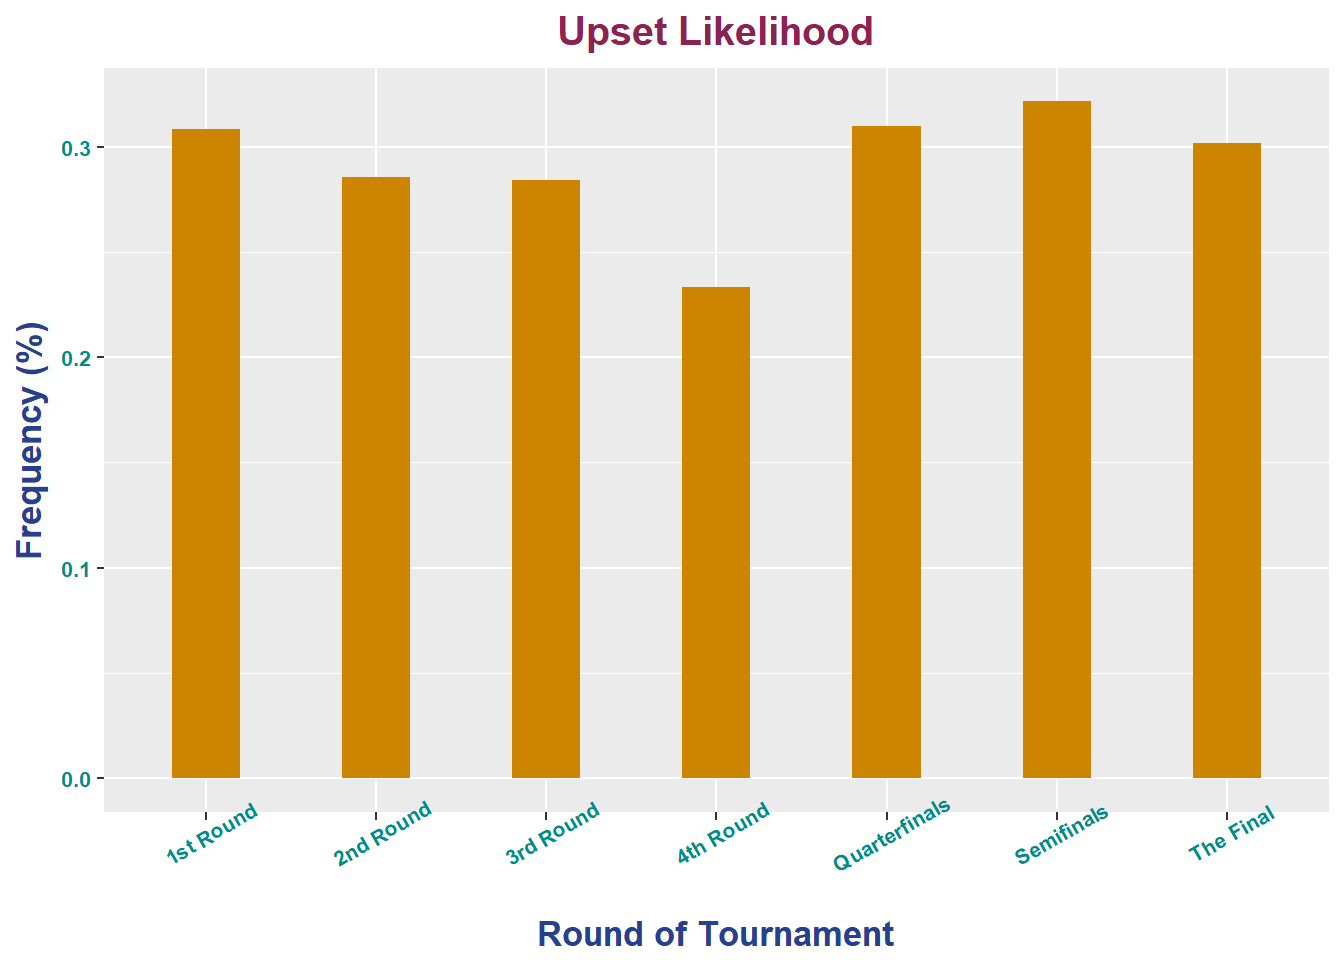 Upset Likelihood
Frequency (%)
0.3
0.2
0.1
0.0
1st Round
2nd Round
3rd Round
4th Round
Quarterfinals
Semifinals
The Final
Round of Tournament